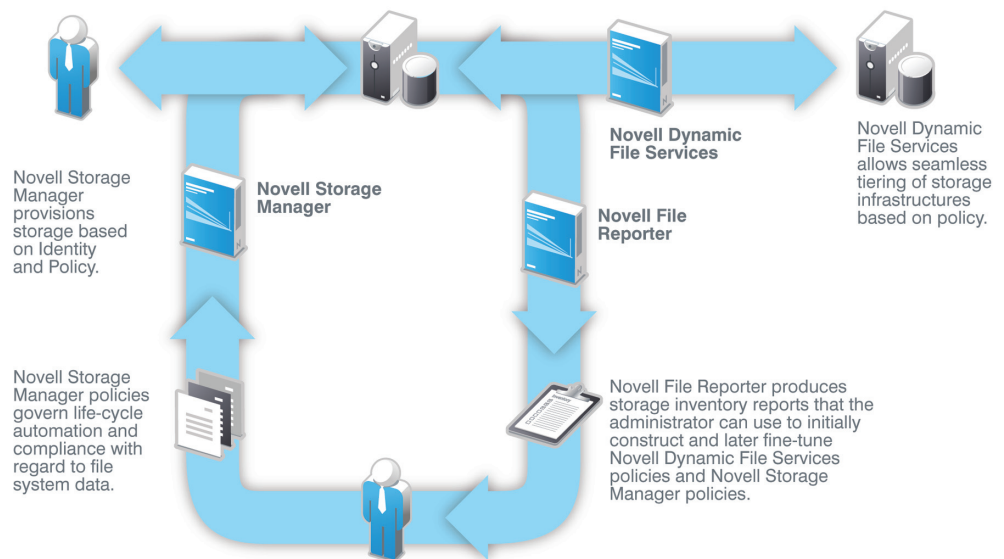 Novell Dynamic
File Services
Novell Dynamic
File Services
allows seamless
tiering of storage
infrastructures
based on policy.
Novell Storage
Manager
provisions
storage based
on Identity
and Policy.
Novell Storage
Manager
Novell File
Reporter
Novell Storage
Manager policies
govern life-cycle
automation and
compliance with
regard to file
system data.
Novell File Reporter produces
storage inventory reports that the
administrator can use to initially
construct and later fine-tune
Novell Dynamic File Services
policies and Novell Storage
Manager policies.
Inventory
N
N
N